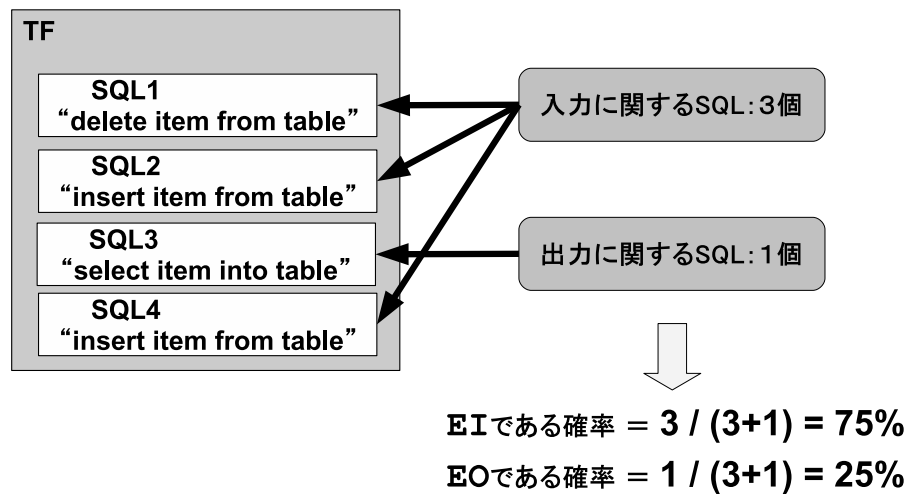 TF
SQL1
“delete item from table”
SQL2
“insert item from table”
SQL3
“select item into table”
SQL4
“insert item from table”
入力に関するSQL:３個
出力に関するSQL:１個
EIである確率 = 3 / (3+1) = 75%
EOである確率 = 1 / (3+1) = 25%